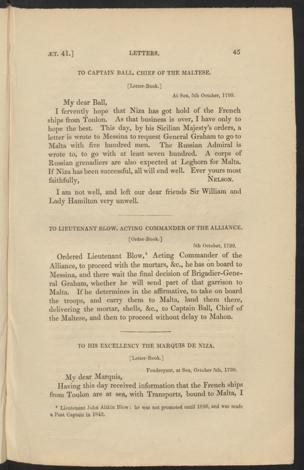 ÆT. 41.] LETTERS. 45
TO CAPTAIN BALL, CHIEF OF THE MALTESE.
[Letter-Book.]
At Sea, 5th October, 1799.
My dear Ball,
I fervently hope that Niza has got hold of the French
ships from Toulon. As that business is over, I have only to
hope the best. This day, by his Sicilian Majesty's orders, a
letter is wrote to Messina to request General Graham to go to
Malta with five hundred men. The Russian Admiral is
wrote to, to go with at least seven hundred. A corps of
Russian grenadiers are also expected at Leghorn for Malta.
If Niza has been successful, all will end well. Ever yours most
faithfully, NELSON.
I am not well, and left our dear friends Sir William and
Lady Hamilton very unwell.
TO LIEUTENANT BLOW, ACTING COMMANDER OF THE ALLIANCE.
[Order-Book.]
5th October, 1799.
Ordered Lieutenant Blow,* Acting Commander of the
Alliance, to proceed with the mortars, &c., he has on board to
Messina, and there wait the final decision of Brigadier-Gene-
ral Graham, whether he will send part of that garrison to
Malta. If he determines in the affirmative, to take on board
the troops, and carry them to Malta, land them there,
delivering the mortar, shells, &c., to Captain Ball, Chief of
the Maltese, and then to proceed without delay to Mahon.
TO HIS EXCELLENCY THE MARQUIS DE NIZA.
[Letter-Book.]
Foudroyant, at Sea, October 5th, 1799.
My dear Marquis,
Having this day received information that the French ships
from Toulon are at sea, with Transports, bound to Malta, I
* Lieutenant John Aitkin Blow: he was not promoted until 1806, and was made
a Post Captain in 1842.